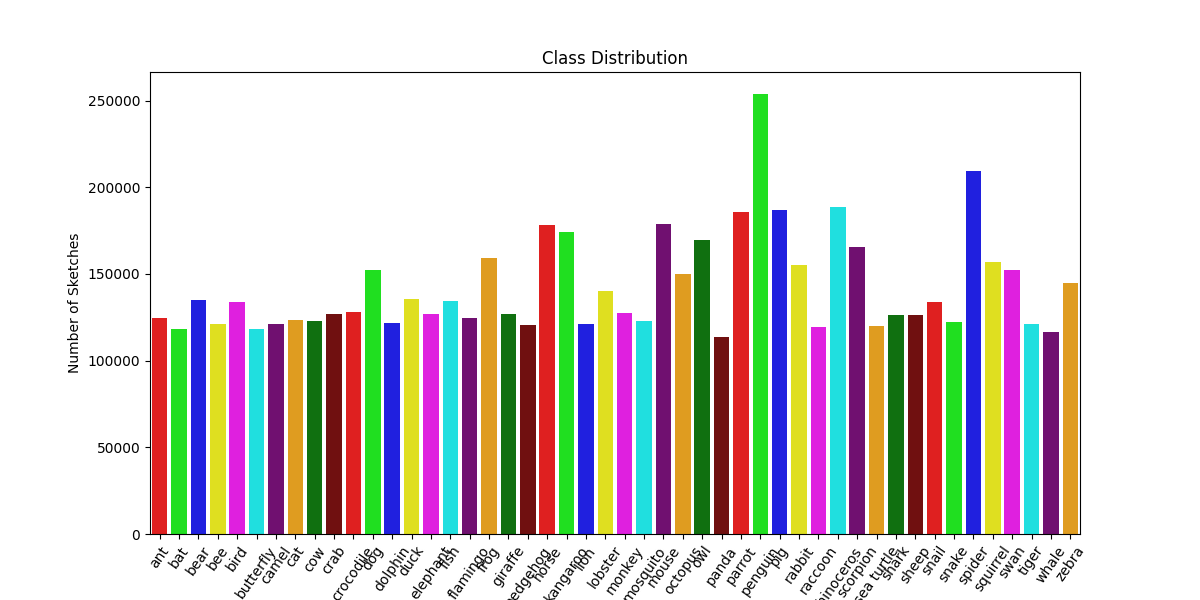 Class Distribution
Number of Sketches
250000
200000
150000
100000
50000
0
ant
bat
bear
bee
bird
butterfly
camel
cat
cow
crab
crocodile
dog
dolphin
duck
elephant
fish
flamingo
frog
giraffe
edgehog
horse
kangaroo
lion
lobster
monkey
mosquito
mouse
octopus
owl
panda
parrot
penguin
pig
rabbit
raccoon
hinoceros
scorpion
sea turtle
shark
sheep
snail
snake
spider
squirrel
swan
tiger
whale
zebra